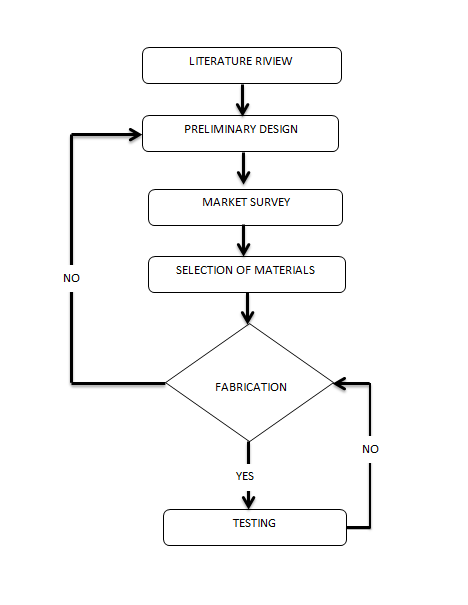 LITERATURE RIVIEW
PRELIMINARY DESIGN
MARKET SURVEY
SELECTION OF MATERIALS
NO
FABRICATION
NO
YES
TESTING